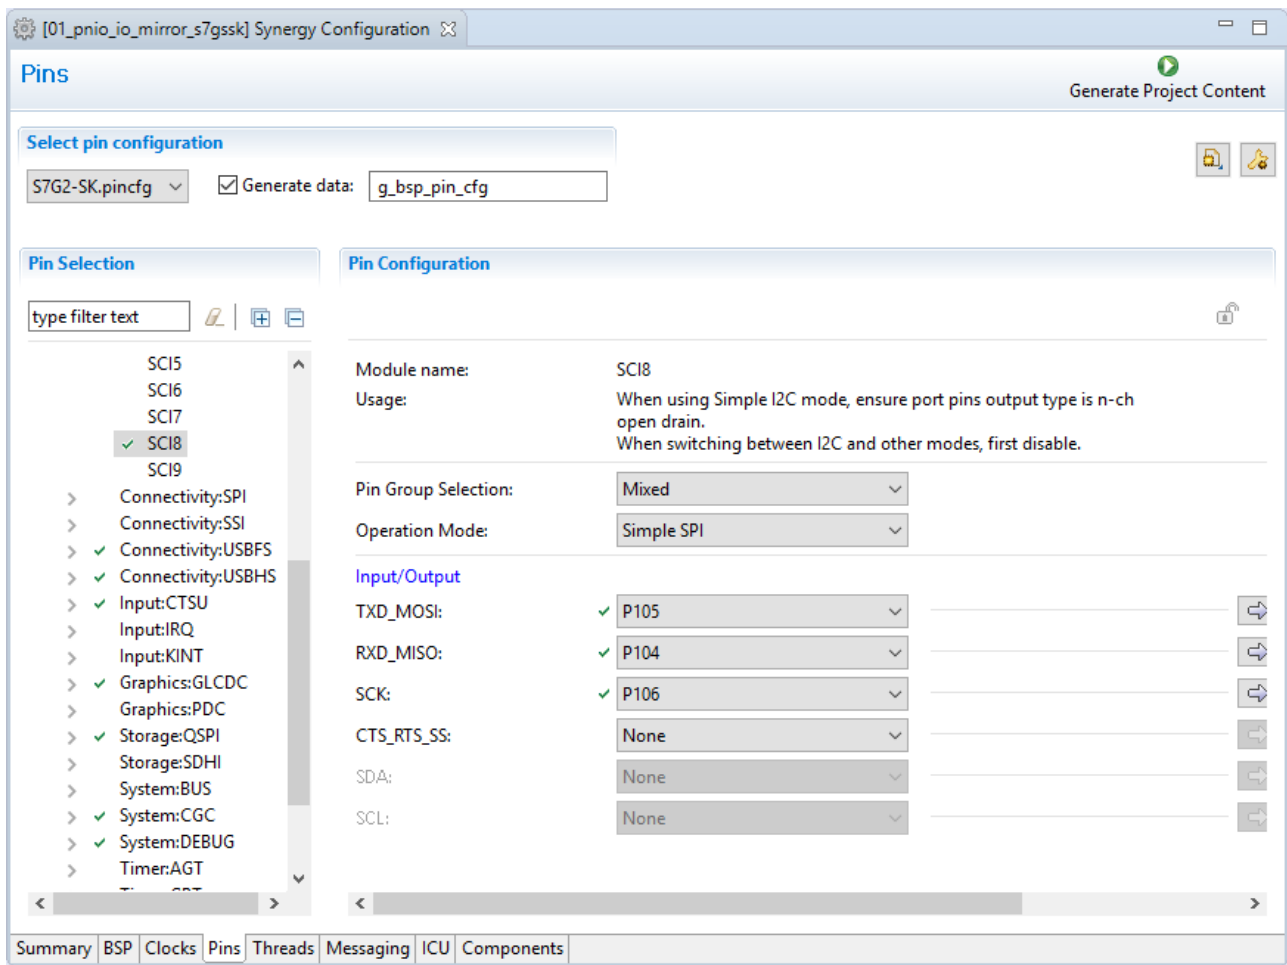 [01_pnio_io_mirror_s7gssk] Synergy Configuration
Pins
Generate Project Content
Select pin configuration
S7G2-SK.pincfg
Generate data:
g_bsp_pin_cfg
Pin Selection
type filter text
SCI5
SCI6
SCI7
SCI8
SCI9
Connectivity:SPI
Connectivity:SSI
Connectivity:USBFS
Connectivity:USBHS
Input:CTSU
Input:IRQ
Input:KINT
Graphics:GLCDC
Graphics:PDC
Storage:QSPI
Storage:SDHI
System:BUS
System:CGC
System:DEBUG
Timer:AGT
Pin Configuration
Module name: SCI8
Usage: When using Simple I2C mode, ensure port pins output type is n-ch
open drain.
When switching between I2C and other modes, first disable.
Pin Group Selection: Mixed
Operation Mode: Simple SPI
Input/Output
TXD_MOSI: P105
RXD_MISO: P104
SCK: P106
CTS_RTS_SS: None
SDA: None
SCL: None
Summary BSP Clocks Pins Threads Messaging ICU Components